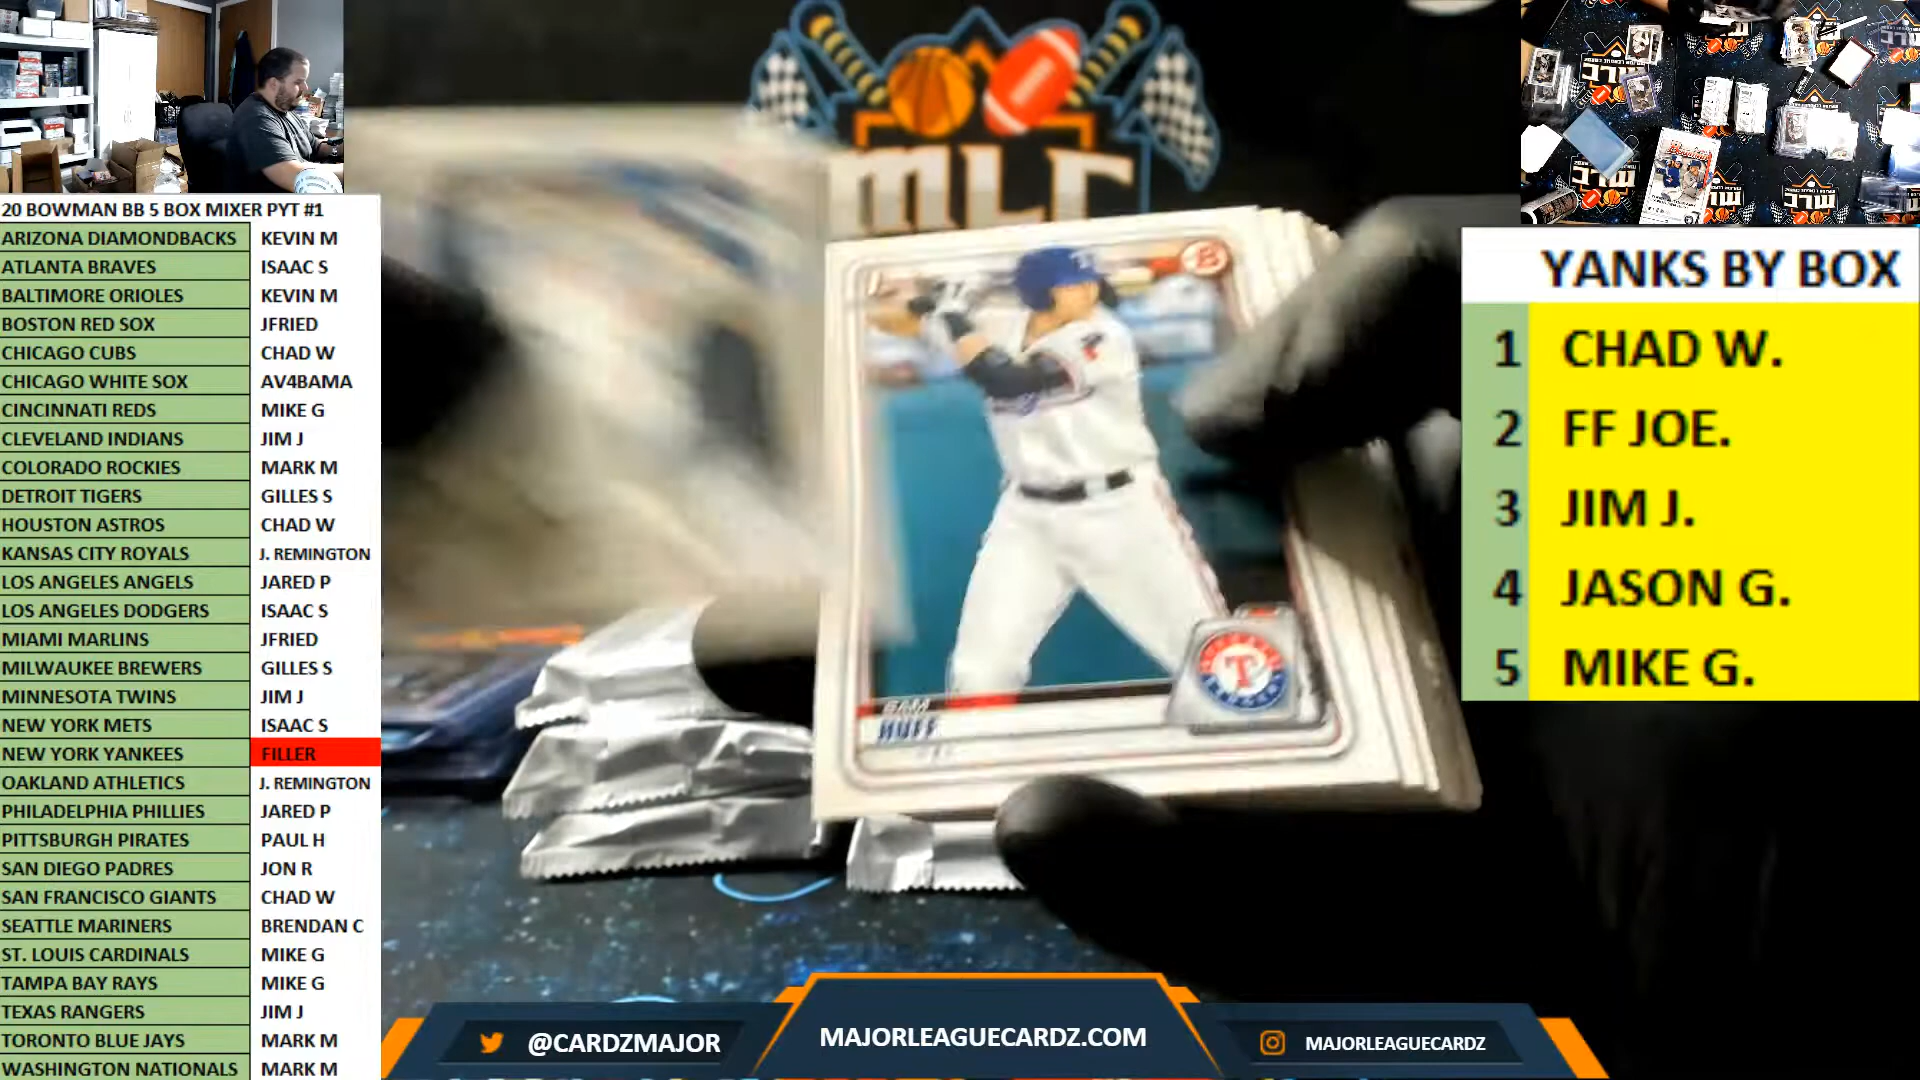 20 BOWMAN BB 5 BOX MIXER PYT #1
ARIZONA DIAMONDBACKS KEVIN M
ATLANTA BRAVES ISAAC S
BALTIMORE ORIOLES KEVIN M
BOSTON RED SOX JFRIED
CHICAGO CUBS CHAD W
CHICAGO WHITE SOX AV4BAMA
CINCINNATI REDS MIKE G
CLEVELAND INDIANS JIM J
COLORADO ROCKIES MARK M
DETROIT TIGERS GILLES S
HOUSTON ASTROS CHAD W
KANSAS CITY ROYALS J. REMINGTON
LOS ANGELES ANGELS JARED P
LOS ANGELES DODGERS ISAAC S
MIAMI MARLINS JFRIED
MILWAUKEE BREWERS GILLES S
MINNESOTA TWINS JIM J
NEW YORK METS ISAAC S
NEW YORK YANKEES FILLER
OAKLAND ATHLETICS J. REMINGTON
PHILADELPHIA PHILLIES JARED P
PITTSBURGH PIRATES PAUL H
SAN DIEGO PADRES JON R
SAN FRANCISCO GIANTS CHAD W
SEATTLE MARINERS BRENDAN C
ST. LOUIS CARDINALS MIKE G
TAMPA BAY RAYS MIKE G
TEXAS RANGERS JIM J
TORONTO BLUE JAYS MARK M
WASHINGTON NATIONALS MARK M
MLC
B
SAM
HUFF
T
YANKS BY BOX
1 CHAD W.
2 FF JOE.
3 JIM J.
4 JASON G.
5 MIKE G.
@CARDZMAJOR
MAJORLEAGUECARDZ.COM
MAJORLEAGUECARDZ